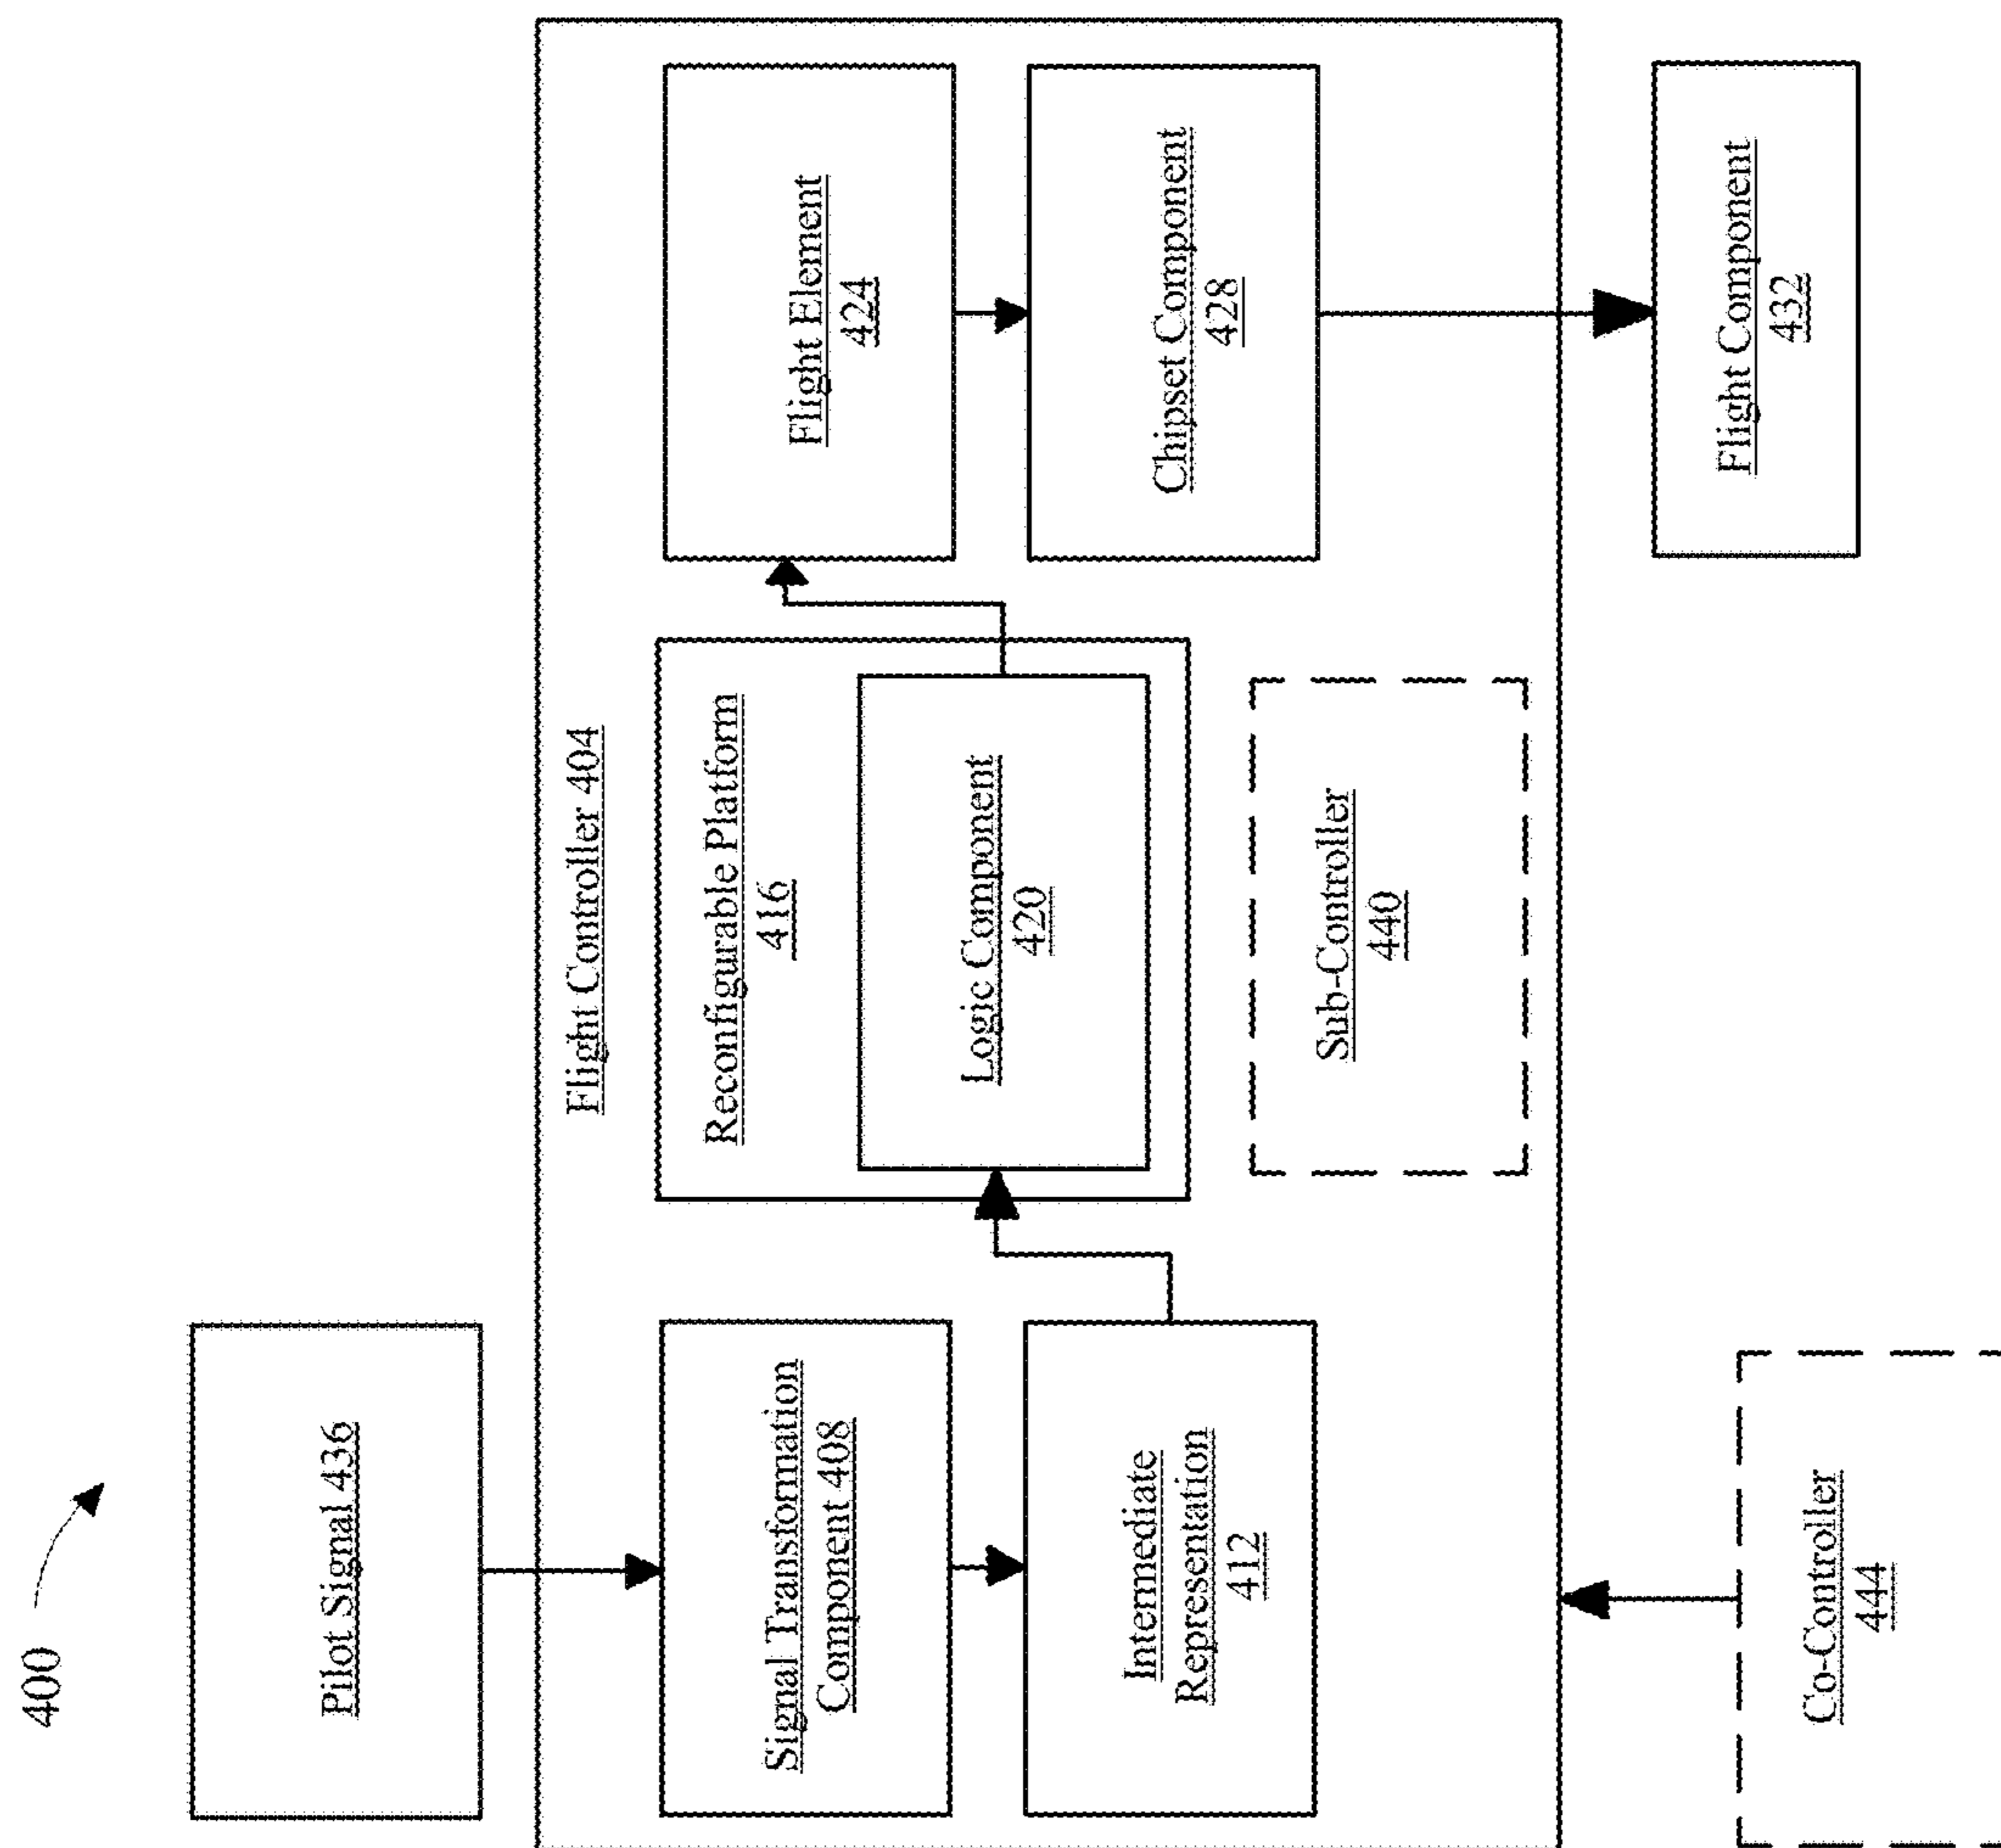 400
Pilot Signal 436
Flight Controller 404
Signal Transformation
Component 408
Intermediate
Representation
412
Reconfigurable Platform
416
Logic Component
420
Sub-Controller
440
Flight Element
424
Chipset Component
428
Co-Controller
444
Flight Component
432